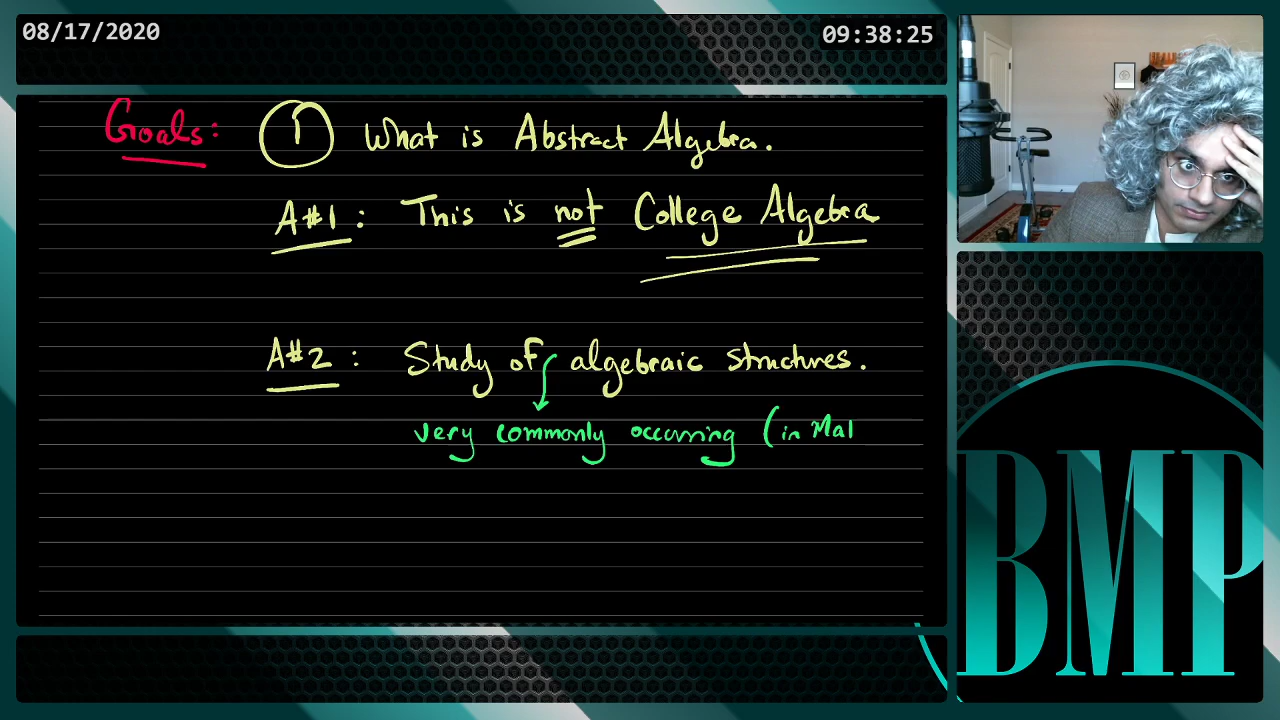 08/17/2020
09:38:25
Goals: 1 What is Abstract Algebra.
A#1: This is not College Algebra
A#2: Study of algebraic structures.
very commonly occurring (in Mat
BMP